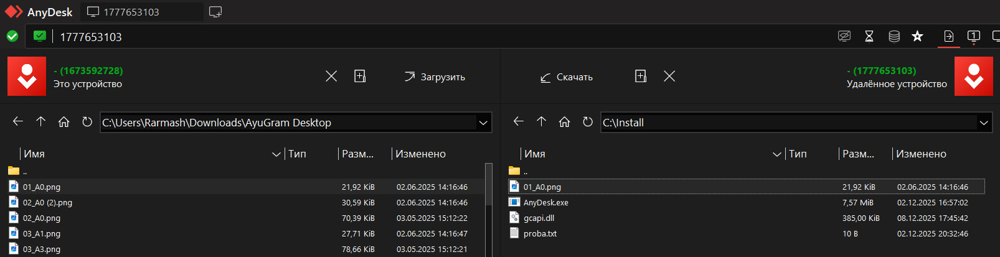 AnyDesk 1777653103
1777653103 1
- (1673592728)
Это устройство
Загрузить
Скачать
- (1777653103)
Удалённое устройство
C:\Users\Rarmash\Downloads\AyuGram Desktop
Имя Тип Разм... Изменено
..
01_A0.png 21,92 KiB 02.06.2025 14:16:46
02_A0 (2).png 30,59 KiB 02.06.2025 14:16:46
02_A0.png 70,39 KiB 03.05.2025 15:12:22
03_A1.png 27,71 KiB 02.06.2025 14:16:47
03_A3.png 78,66 KiB 03.05.2025 15:12:21
C:\Install
Имя Тип Разм... Изменено
..
01_A0.png 21,92 KiB 02.06.2025 14:16:46
AnyDesk.exe 7,57 MiB 02.12.2025 16:57:02
gcapi.dll 385,00 KiB 08.12.2025 17:45:42
proba.txt 10 B 02.12.2025 20:32:46